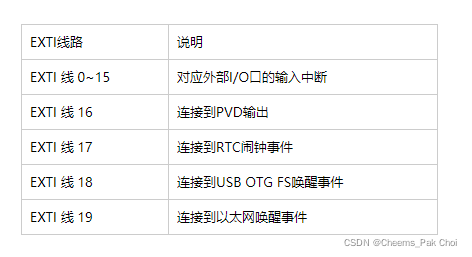 EXTI线路 说明
EXTI 线 0~15 对应外部I/O口的输入中断
EXTI 线 16 连接到PVD输出
EXTI 线 17 连接到RTC闹钟事件
EXTI 线 18 连接到USB OTG FS唤醒事件
EXTI 线 19 连接到以太网唤醒事件
CSDN @Cheems_Pak Choi